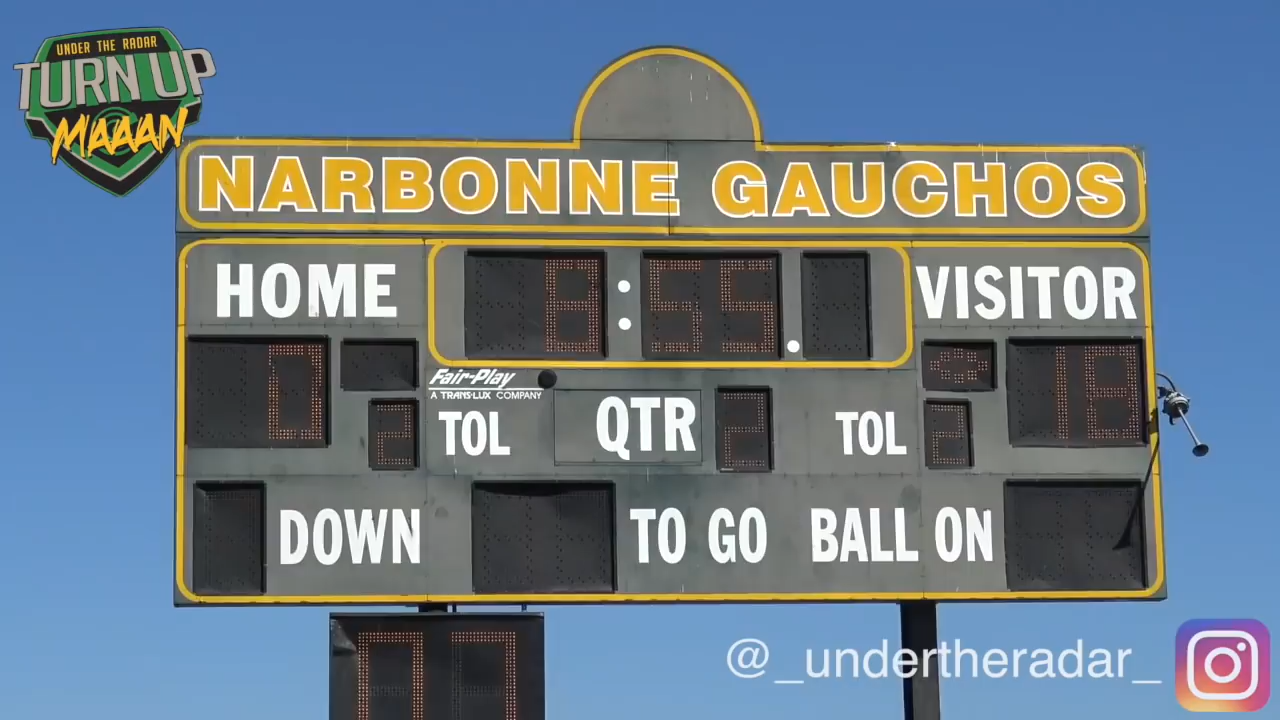 UNDER THE RADAR
TURN UP
MAAAN
NARBONNE GAUCHOS
HOME
8:55.
VISITOR
0
18
Fair-Play
A TRANS-LUX COMPANY
2 TOL QTR 2 TOL 2
DOWN TO GO BALL ON
@_undertheradar_